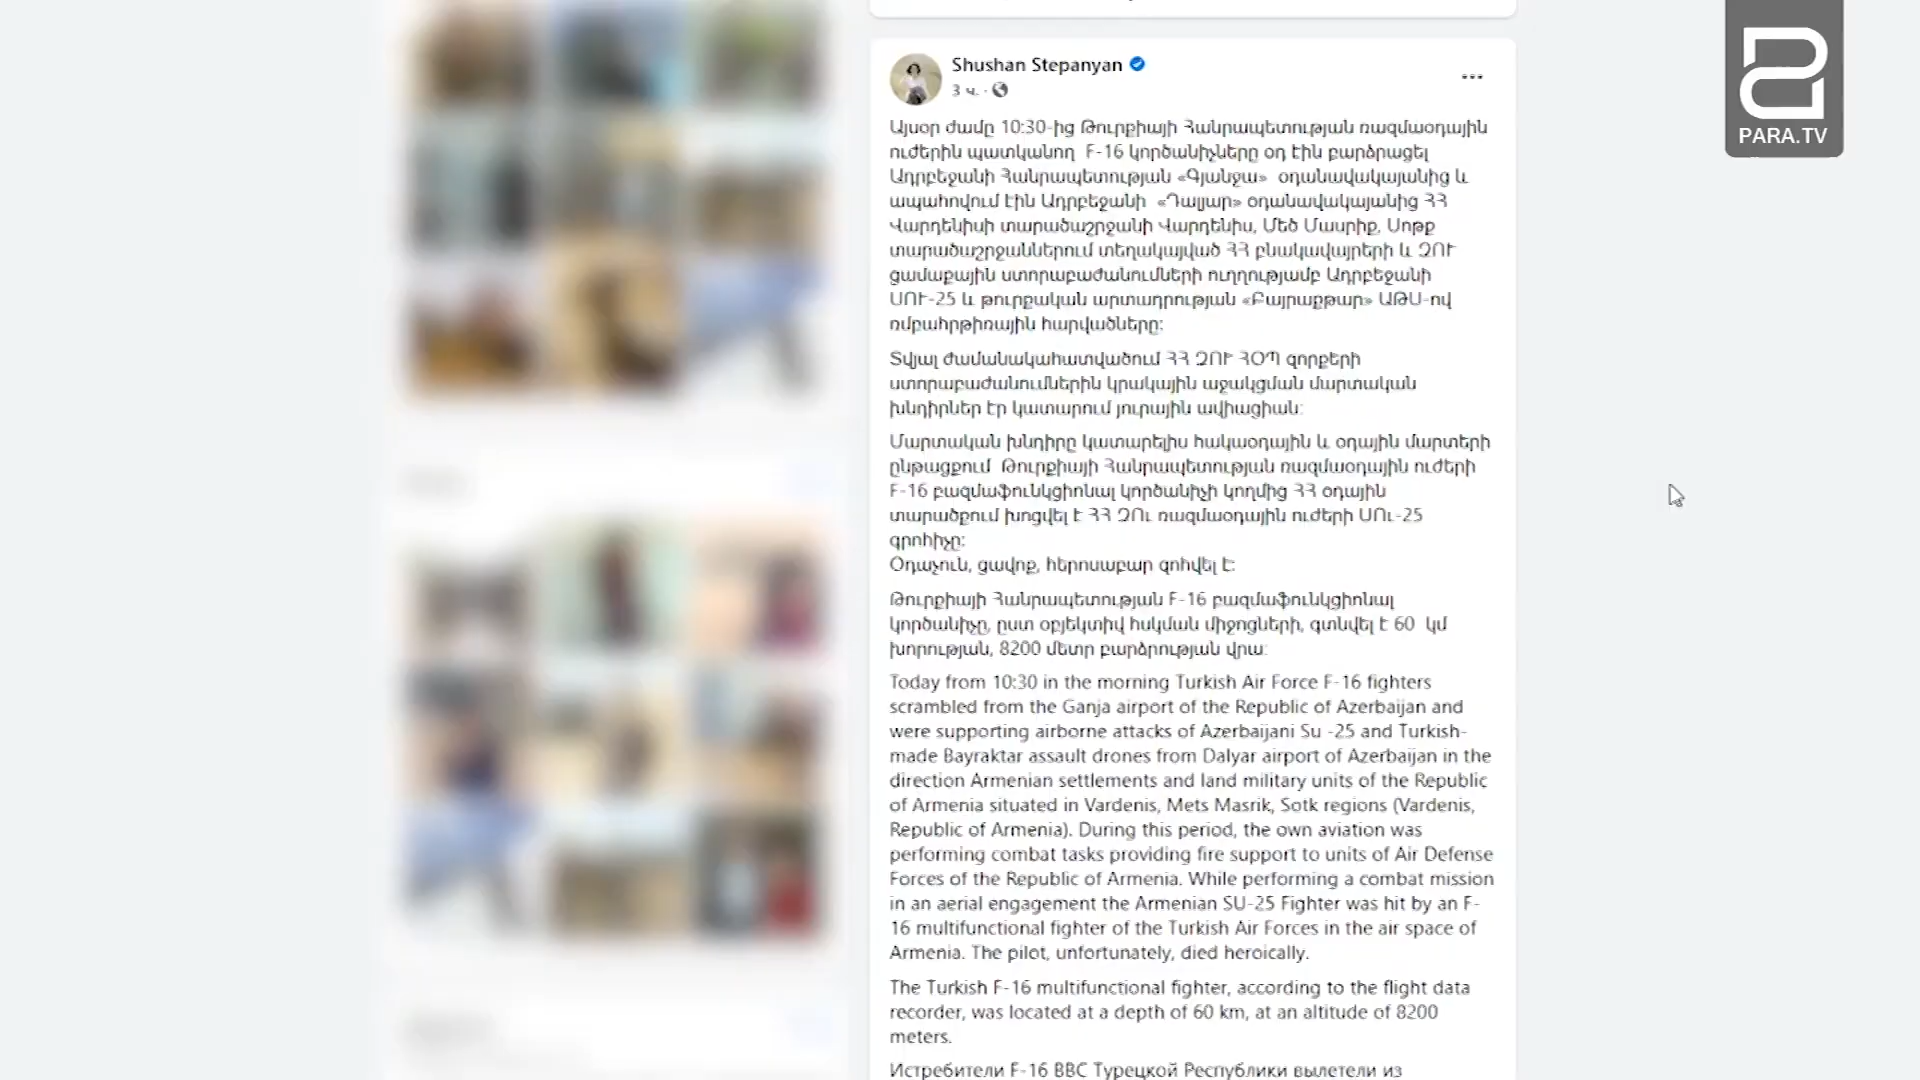 Shushan Stepanyan
3 ч. ·
Այսօր ժամը 10:30-ից Թուրքիայի Հանրապետության ռազմաօդային
ուժերին պատկանող F-16 կործանիչները օդ էին բարձրացել
Ադրբեջանի Հանրապետության «Գյանջա» օդանավակայանից և
ապահովում էին Ադրբեջանի «Դալյար» օդանավակայանից ՀՀ
Վարդենիսի տարածաշրջանի Վարդենիս, Մեծ Մասրիք, Սոթք
տարածաշրջաններում տեղակայված ՀՀ բնակավայրերի և ԶՈՒ
ցամաքային ստորաբաժանումների ուղղությամբ Ադրբեջանի
ՍՈՒ-25 և թուրքական արտադրության «Բայրաքթար» ԱԹՍ-ով
ռմբահրթիռային հարվածները:
Տվյալ ժամանակահատվածում ՀՀ ԶՈՒ ՀՕՊ զորքերի
ստորաբաժանումներին կրակային աջակցման մարտական
խնդիրներ էր կատարում յուրային ավիացիան:
Մարտական խնդիրը կատարելիս հակաօդային և օդային մարտերի
ընթացքում Թուրքիայի Հանրապետության ռազմաօդային ուժերի
F-16 բազմաֆունկցիոնալ կործանիչի կողմից ՀՀ օդային
տարածքում խոցվել է ՀՀ ԶՈւ ռազմաօդային ուժերի ՍՈւ-25
գրոհիչը:
Օդաչուն, ցավոք, հերոսաբար զոհվել է:
Թուրքիայի Հանրապետության F-16 բազմաֆունկցիոնալ
կործանիչը, ըստ օբյեկտիվ հսկման միջոցների, գտնվել է 60 կմ
խորության, 8200 մետր բարձրության վրա:
Today from 10:30 in the morning Turkish Air Force F-16 fighters
scrambled from the Ganja airport of the Republic of Azerbaijan and
were supporting airborne attacks of Azerbaijani Su -25 and Turkish-
made Bayraktar assault drones from Dalyar airport of Azerbaijan in the
direction Armenian settlements and land military units of the Republic
of Armenia situated in Vardenis, Mets Masrik, Sotk regions (Vardenis,
Republic of Armenia). During this period, the own aviation was
performing combat tasks providing fire support to units of Air Defense
Forces of the Republic of Armenia. While performing a combat mission
in an aerial engagement the Armenian SU-25 Fighter was hit by an F-
16 multifunctional fighter of the Turkish Air Forces in the air space of
Armenia. The pilot, unfortunately, died heroically.
The Turkish F-16 multifunctional fighter, according to the flight data
recorder, was located at a depth of 60 km, at an altitude of 8200
meters.
Истребители F-16 ВВС Турецкой Республики вылетели из
PARA.TV